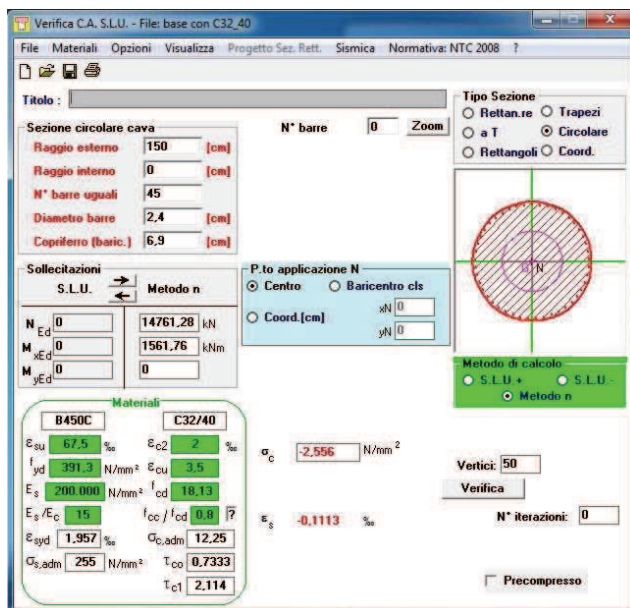 Verifica C.A. S.L.U. - File: base con C32_40
File Materiali Opzioni Visualizza Progetto Sez. Rett. Sismica Normativa: NTC 2008 ?
Titolo :
Tipo Sezione
Rettan.re Trapezi
a T Circolare
Rettangoli Coord.
Sezione circolare cava
Raggio esterno 150 [cm]
Raggio interno 0 [cm]
N° barre uguali 45
Diametro barre 2,4 [cm]
Copriferro (baric.) 6,9 [cm]
N° barre 0 Zoom
Sollecitazioni
S.L.U. Metodo n
N Ed 0 14761,28 kN
M xEd 0 1561,76 kNm
M yEd 0 0
P.to applicazione N
Centro Baricentro cls
Coord.[cm]
xN 0
yN 0
G N
Metodo di calcolo
S.L.U.+ S.L.U.-
Metodo n
Materiali
B450C C32/40
εsu 67,5 ‰ εc2 2 ‰
fyd 391,3 N/mm² εcu 3,5
Es 200.000 N/mm² fcd 18,13
Es/Ec 15 fcc/fcd 0,8 ?
εsyd 1,957 ‰ σc,adm 12,25
σs,adm 255 N/mm² τco 0,7333
τc1 2,114
σc -2,556 N/mm²
εs -0,1113 ‰
Vertici: 50
Verifica
N° iterazioni: 0
Precompresso